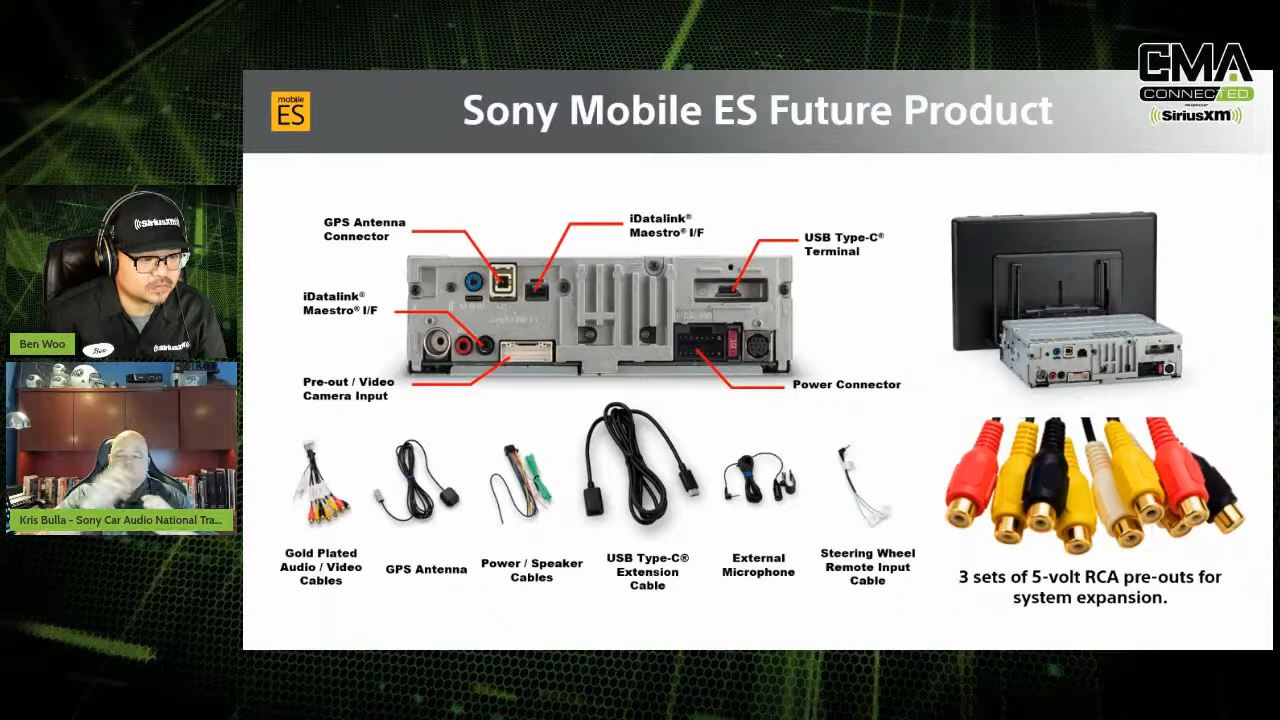 CMA
CONNECTED
((SiriusXM))
mobile
ES
Sony Mobile ES Future Product
GPS Antenna
Connector
iDatalink®
Maestro® I/F
USB Type-C®
Terminal
iDatalink®
Maestro® I/F
Pre-out / Video
Camera Input
Power Connector
((SiriusXM
Ben Woo
Kris Bulla - Sony Car Audio National Tra...
Gold Plated
Audio / Video
Cables
GPS Antenna
Power / Speaker
Cables
USB Type-C®
Extension
Cable
External
Microphone
Steering Wheel
Remote Input
Cable
3 sets of 5-volt RCA pre-outs for
system expansion.